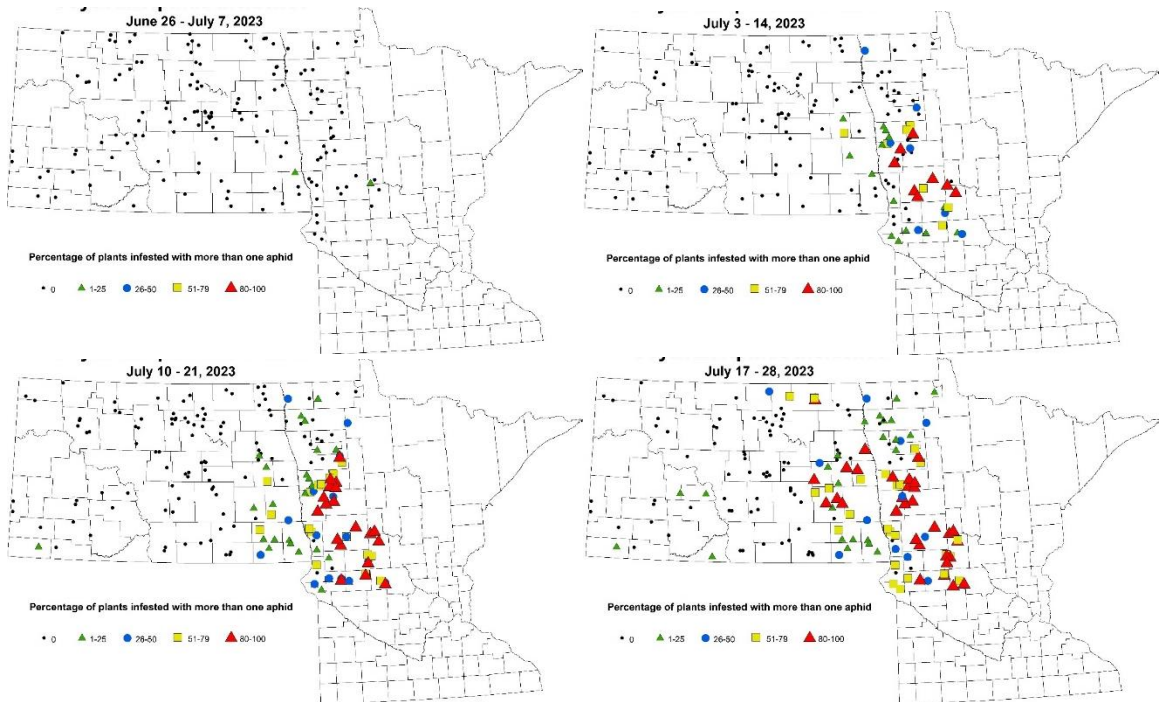 June 26 - July 7, 2023
Percentage of plants infested with more than one aphid
0 1-25 26-50 51-79 80-100
July 3 - 14, 2023
Percentage of plants infested with more than one aphid
0 1-25 26-50 51-79 80-100
July 10 - 21, 2023
Percentage of plants infested with more than one aphid
0 1-25 26-50 51-79 80-100
July 17 - 28, 2023
Percentage of plants infested with more than one aphid
0 1-25 26-50 51-79 80-100